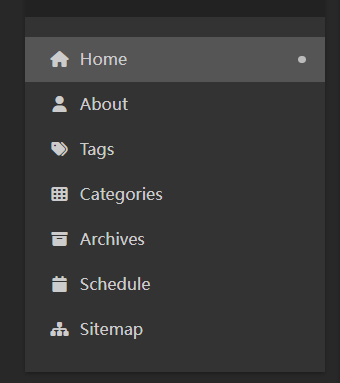 Home
About
Tags
Categories
Archives
Schedule
Sitemap